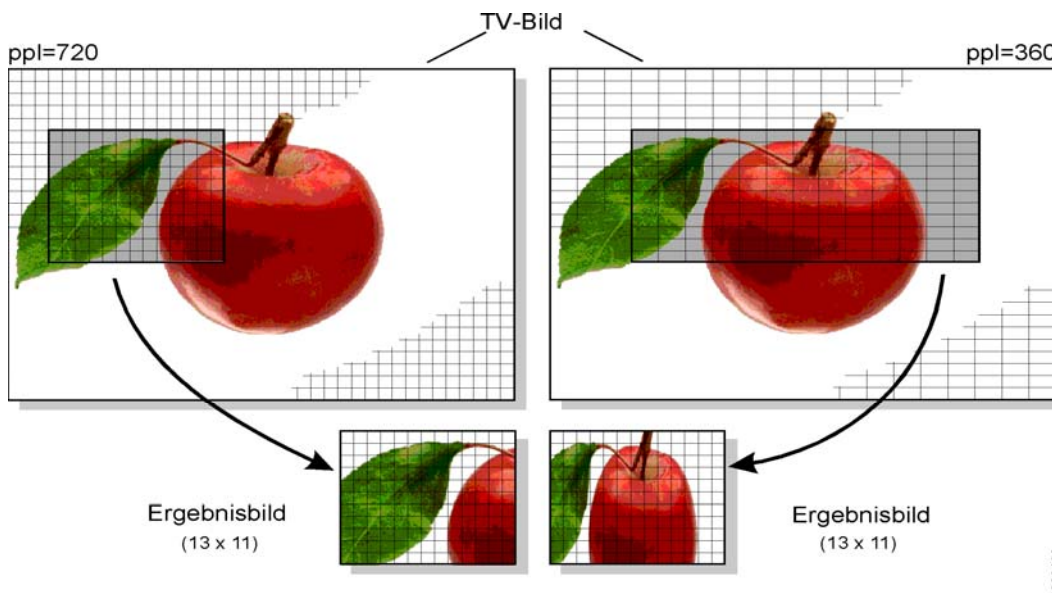 TV-Bild
ppl=720
ppl=360
Ergebnisbild
(13 x 11)
Ergebnisbild
(13 x 11)